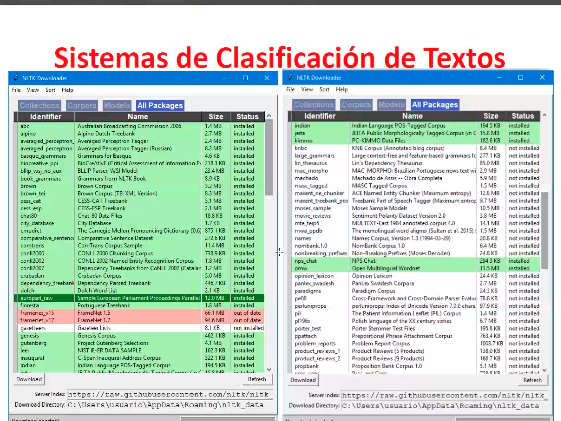 Sistemas de Clasificación de Textos
NLTK Downloader
File View Sort Help
Collections Corpora Models All Packages
Identifier Name Size Status
abc Australian Broadcasting Commission 2006 1.4 MB installed
alpino Alpino Dutch Treebank 2.7 MB installed
averaged_perceptron Averaged Perceptron Tagger 2.4 MB installed
averaged_perceptron Averaged Perceptron Tagger (Russian) 8.2 MB installed
basque_grammars Grammars for Basque 4.6 KB installed
biocreative_ppi BioCreAtIvE (Critical Assessment of Information 218.3 KB installed
bllip_wsj_no_aux BLLIP Parser: WSJ Model 23.4 MB installed
book_grammars Grammars from NLTK Book 8.9 KB installed
brown Brown Corpus 3.2 MB installed
brown_tei Brown Corpus (TEI XML Version) 8.3 MB installed
cess_cat CESS-CAT Treebank 5.1 MB installed
cess_esp CESS-ESP Treebank 2.1 MB installed
chat80 Chat-80 Data Files 18.8 KB installed
city_database City Database 1.7 KB installed
cmudict The Carnegie Mellon Pronouncing Dictionary (0.6) 875.1 KB installed
comparative_sentenc Comparative Sentence Dataset 272.6 KB installed
comtrans ComTrans Corpus Sample 11.4 MB installed
conll2000 CONLL 2000 Chunking Corpus 738.9 KB installed
conll2002 CONLL 2002 Named Entity Recognition Corpus 1.8 MB installed
conll2007 Dependency Treebanks from CoNLL 2007 (Catalan 1.2 MB installed
crubadan Crubadan Corpus 5.0 MB installed
dependency_treebank Dependency Parsed Treebank 446.7 KB installed
dolch Dolch Word List 2.1 KB installed
europarl_raw Sample European Parliament Proceedings Parallel 12.0 MB installed
floresta Portuguese Treebank 1.8 MB installed
framenet_v15 FrameNet 1.5 66.1 MB out of date
framenet_v17 FrameNet 1.7 94.6 MB out of date
gazetteers Gazeteer Lists 8.1 KB not installed
genesis Genesis Corpus 462.1 KB installed
gutenberg Project Gutenberg Selections 4.1 MB installed
ieer NIST IE-ER DATA SAMPLE 162.3 KB installed
inaugural C-Span Inaugural Address Corpus 322.1 KB installed
indian Indian Language POS-Tagged Corpus 194.5 KB installed
Download Refresh
Server Index: https://raw.githubusercontent.com/nltk/nltk
Download Directory: C:\Users\usuario\AppData\Roaming\nltk_data
NLTK Downloader
File View Sort Help
Collections Corpora Models All Packages
Identifier Name Size Status
indian Indian Language POS-Tagged Corpus 194.5 KB installed
jeita JEITA Public Morphologically Tagged Corpus (in C 15.8 MB installed
kimmo PC-KIMMO Data Files 182.6 KB installed
knbc KNB Corpus (Annotated blog corpus) 8.4 MB not installed
large_grammars Large context-free and feature-based grammars fo 277.1 KB not installed
lin_thesaurus Lin's Dependency Thesaurus 85.0 MB not installed
mac_morpho MAC-MORPHO: Brazilian Portuguese news text wit 2.9 MB not installed
machado Machado de Assis -- Obra Completa 5.9 MB not installed
masc_tagged MASC Tagged Corpus 1.5 MB not installed
maxent_ne_chunker ACE Named Entity Chunker (Maximum entropy) 12.8 MB not installed
maxent_treebank_pos Treebank Part of Speech Tagger (Maximum entrop 9.7 MB not installed
moses_sample Moses Sample Models 10.5 MB not installed
movie_reviews Sentiment Polarity Dataset Version 2.0 3.8 MB not installed
mte_teip5 MULTEXT-East 1984 annotated corpus 4.0 14.1 MB not installed
mwa_ppdb The monolingual word aligner (Sultan et al. 2015) 1.5 MB not installed
names Names Corpus, Version 1.3 (1994-03-29) 20.8 KB not installed
nombank.1.0 NomBank Corpus 1.0 6.4 MB not installed
nonbreaking_prefixes Non-Breaking Prefixes (Moses Decoder) 24.8 KB not installed
nps_chat NPS Chat 294.3 KB installed
omw Open Multilingual Wordnet 11.5 MB installed
opinion_lexicon Opinion Lexicon 24.4 KB not installed
panlex_swadesh PanLex Swadesh Corpora 2.7 MB not installed
paradigms Paradigm Corpus 24.3 KB not installed
pe08 Cross-Framework and Cross-Domain Parser Evalua 78.8 KB not installed
perluniprops perluniprops: Index of Unicode Version 7.0.0 chara 97.9 KB not installed
pil The Patient Information Leaflet (PIL) Corpus 1.4 MB not installed
pl196x Polish language of the XX century sixties 6.7 MB not installed
porter_test Porter Stemmer Test Files 195.8 KB not installed
ppattach Prepositional Phrase Attachment Corpus 763.4 KB not installed
problem_reports Problem Report Corpus 1003.7 KB not installed
product_reviews_1 Product Reviews (5 Products) 138.0 KB not installed
product_reviews_2 Product Reviews (9 Products) 166.7 KB not installed
propbank Proposition Bank Corpus 1.0 5.1 MB not installed
Download Refresh
Server Index: https://raw.githubusercontent.com/nltk/nltk
Download Directory: C:\Users\usuario\AppData\Roaming\nltk_data